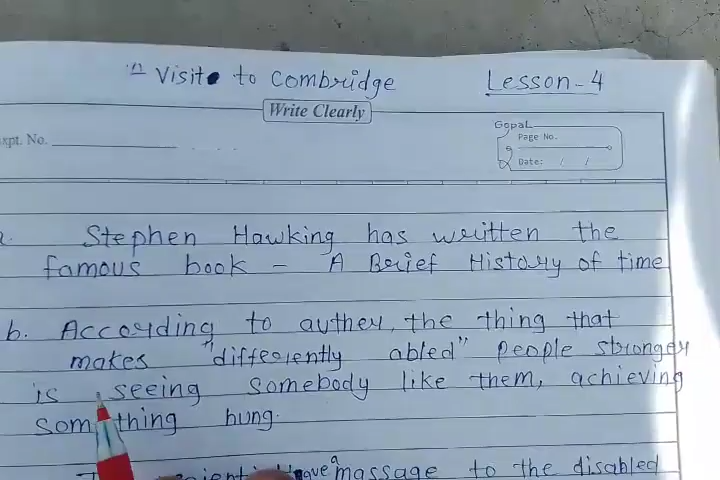 Visit to Combridge Lesson-4
Write Clearly
Expt. No.
Gopal
Page No.
Date: / /
a. Stephen Hawking has written the
famous book - A Brief History of time
b. According to auther, the thing that
makes "differently abled" people stronger
is seeing somebody like them, achieving
something hung.
a massage to the disabled